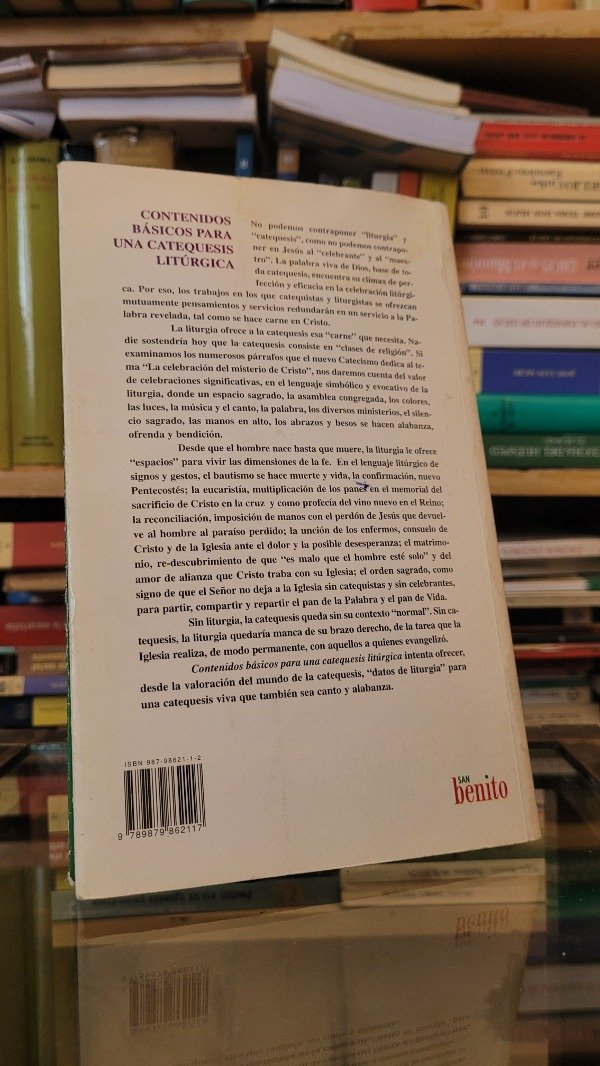 CONTENIDOS
BÁSICOS PARA
UNA CATEQUESIS
LITÚRGICA
No podemos contraponer "liturgia" y
"catequesis", como no podemos contrapo-
ner en Jesús al "celebrante" y al "maes-
tro". La palabra viva de Dios, base de to-
da catequesis, encuentra su clímax de per-
fección y eficacia en la celebración litúrgi-
ca. Por eso, los trabajos en los que catequistas y liturgistas se ofrezcan
mutuamente pensamientos y servicios redundarán en un servicio a la Pa-
labra revelada, tal como se hace carne en Cristo.
La liturgia ofrece a la catequesis esa "carne" que necesita. Na-
die sostendría hoy que la catequesis consiste en "clases de religión". Si
examinamos los numerosos párrafos que el nuevo Catecismo dedica al te-
ma "La celebración del misterio de Cristo", nos daremos cuenta del valor
de celebraciones significativas, en el lenguaje simbólico y evocativo de la
liturgia, donde un espacio sagrado, la asamblea congregada, los colores,
las luces, la música y el canto, la palabra, los diversos ministerios, el silen-
cio sagrado, las manos en alto, los abrazos y besos se hacen alabanza,
ofrenda y bendición.
Desde que el hombre nace hasta que muere, la liturgia le ofrece
"espacios" para vivir las dimensiones de la fe. En el lenguaje litúrgico de
signos y gestos, el bautismo se hace muerte y vida, la confirmación, nuevo
Pentecostés; la eucaristía, multiplicación de los panes en el memorial del
sacrificio de Cristo en la cruz y como profecía del vino nuevo en el Reino;
la reconciliación, imposición de manos con el perdón de Jesús que devuel-
ve al hombre al paraíso perdido; la unción de los enfermos, consuelo de
Cristo y de la Iglesia ante el dolor y la posible desesperanza; el matrimo-
nio, re-descubrimiento de que "es malo que el hombre esté solo" y del
amor de alianza que Cristo traba con su Iglesia; el orden sagrado, como
signo de que el Señor no deja a la Iglesia sin catequistas y sin celebrantes,
para partir, compartir y repartir el pan de la Palabra y el pan de Vida.
Sin liturgia, la catequesis queda sin su contexto "normal". Sin ca-
tequesis, la liturgia quedaría manca de su brazo derecho, de la tarea que la
Iglesia realiza, de modo permanente, con aquellos a quienes evangelizó.
Contenidos básicos para una catequesis litúrgica intenta ofrecer,
desde la valoración del mundo de la catequesis, "datos de liturgia" para
una catequesis viva que también sea canto y alabanza.
ISBN 987-98621-1-2
9 789879 862117
SAN
benito